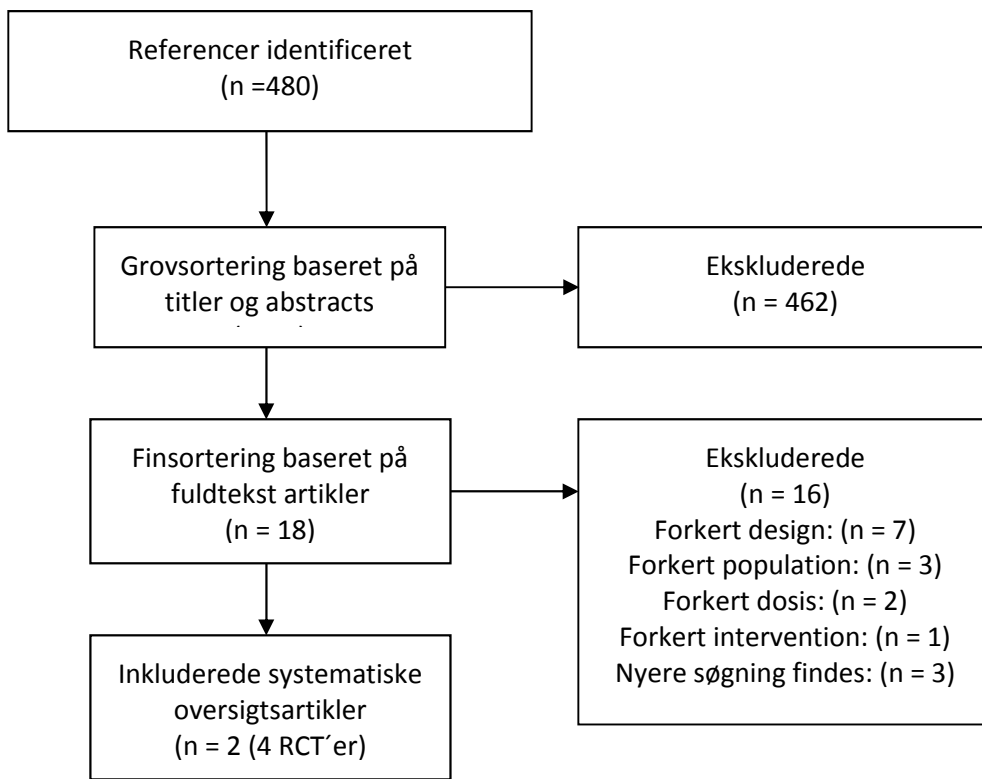 Referencer identificeret
(n =480)
Grovsortering baseret på
titler og abstracts
Ekskluderede
(n = 462)
Finsortering baseret på
fuldtekst artikler
(n = 18)
Ekskluderede
(n = 16)
Forkert design: (n = 7)
Forkert population: (n = 3)
Forkert dosis: (n = 2)
Forkert intervention: (n = 1)
Nyere søgning findes: (n = 3)
Inkluderede systematiske
oversigtsartikler
(n = 2 (4 RCT´er)